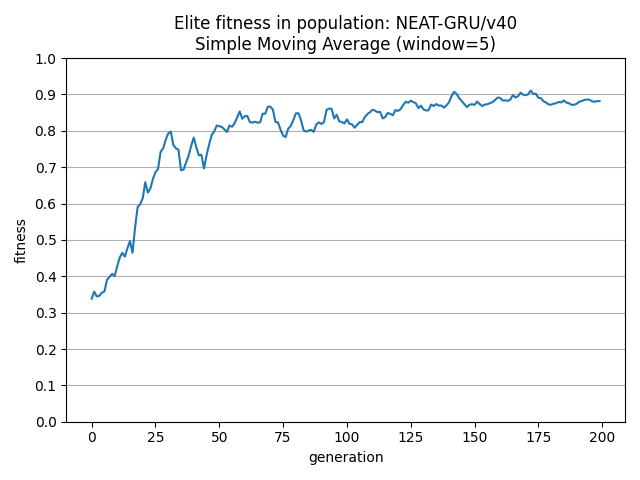 Elite fitness in population: NEAT-GRU/v40
Simple Moving Average (window=5)
1.0
0.9
0.8
0.7
0.6
0.5
0.4
0.3
0.2
0.1
0.0
fitness
0 25 50 75 100 125 150 175 200
generation